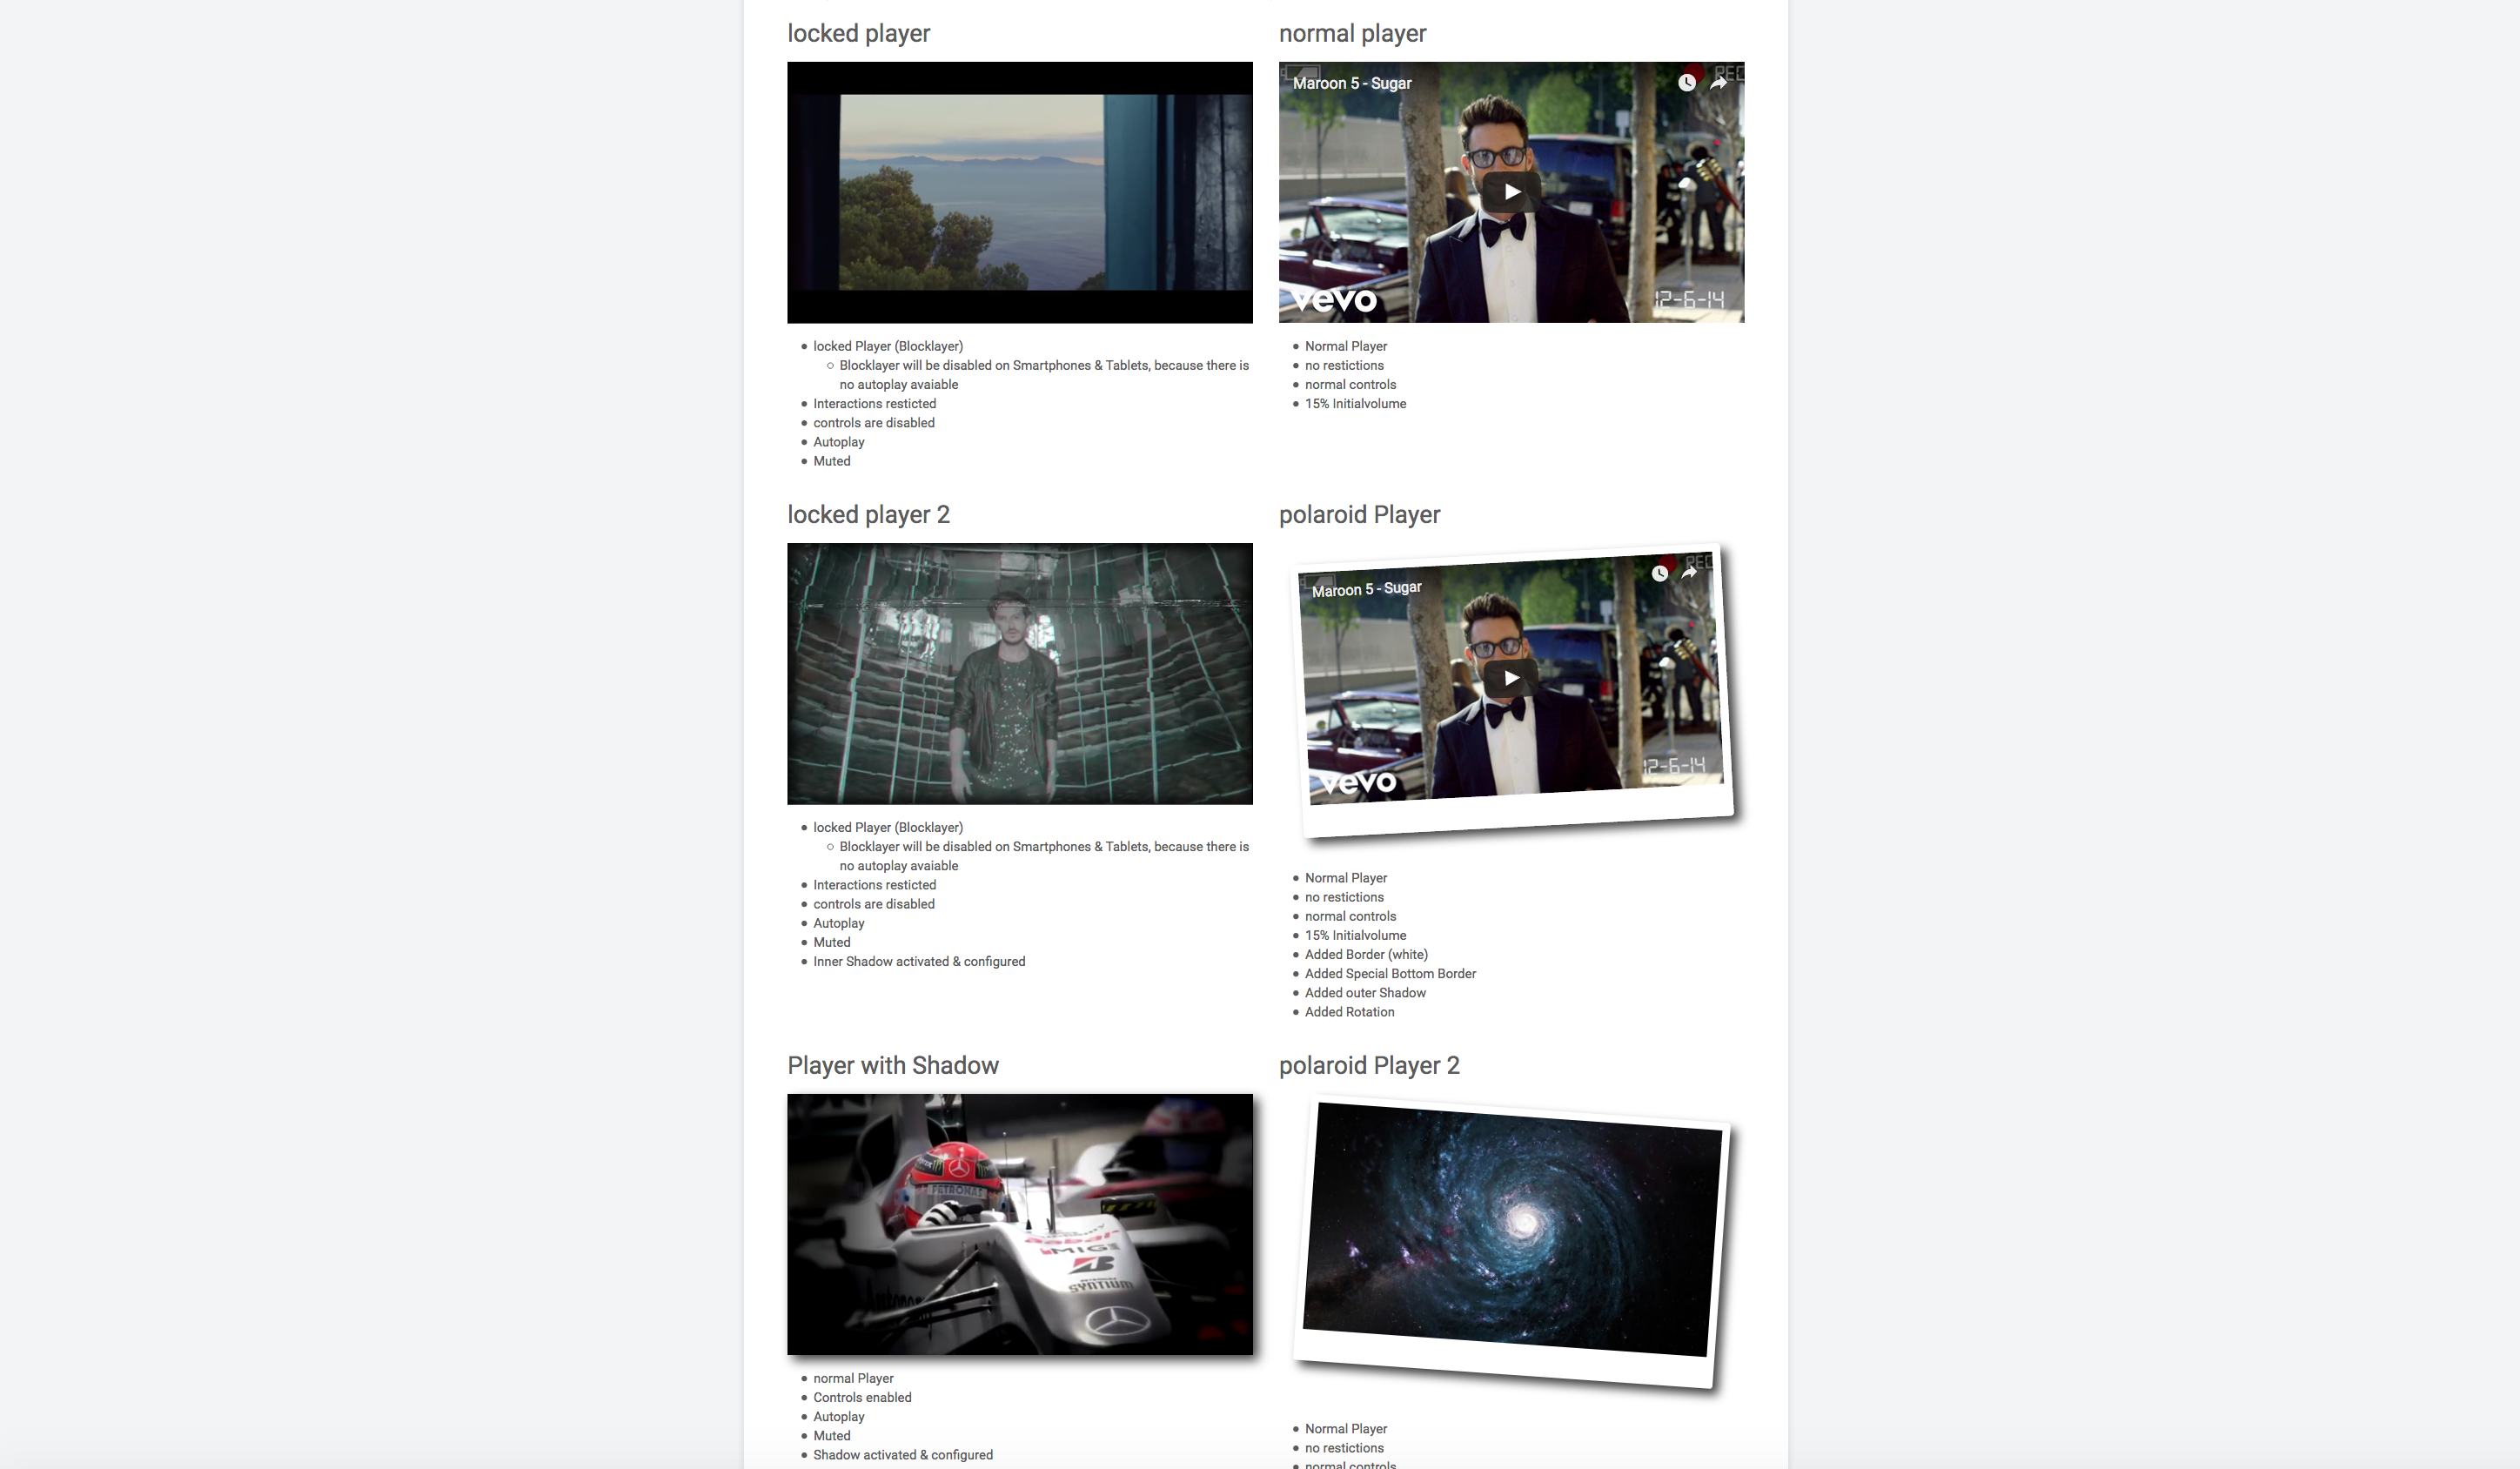 locked player
normal player
Maroon 5 - Sugar
REC
vevo
12-6-14
locked Player (Blocklayer)
Blocklayer will be disabled on Smartphones & Tablets, because there is
no autoplay avaiable
Interactions resticted
controls are disabled
Autoplay
Muted
Normal Player
no restictions
normal controls
15% Initialvolume
locked player 2
polaroid Player
Maroon 5 - Sugar
REC
vevo
12-6-14
locked Player (Blocklayer)
Blocklayer will be disabled on Smartphones & Tablets, because there is
no autoplay avaiable
Interactions resticted
controls are disabled
Autoplay
Muted
Inner Shadow activated & configured
Normal Player
no restictions
normal controls
15% Initialvolume
Added Border (white)
Added Special Bottom Border
Added outer Shadow
Added Rotation
Player with Shadow
polaroid Player 2
PETRONAS
MIG
SYNTIUM
normal Player
Controls enabled
Autoplay
Muted
Shadow activated & configured
Normal Player
no restictions
normal controls